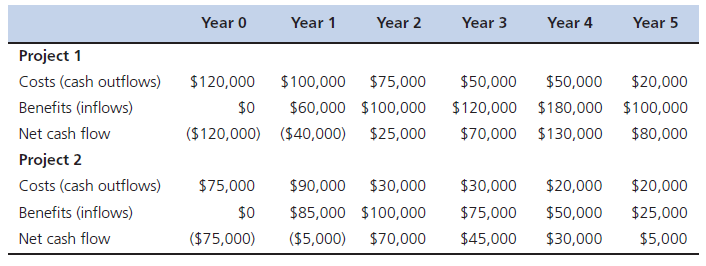 Year 0 Year 1 Year 2 Year 3 Year 4 Year 5
Project 1
Costs (cash outflows) $120,000 $100,000 $75,000 $50,000 $50,000 $20,000
Benefits (inflows) $0 $60,000 $100,000 $120,000 $180,000 $100,000
Net cash flow ($120,000) ($40,000) $25,000 $70,000 $130,000 $80,000
Project 2
Costs (cash outflows) $75,000 $90,000 $30,000 $30,000 $20,000 $20,000
Benefits (inflows) $0 $85,000 $100,000 $75,000 $50,000 $25,000
Net cash flow ($75,000) ($5,000) $70,000 $45,000 $30,000 $5,000